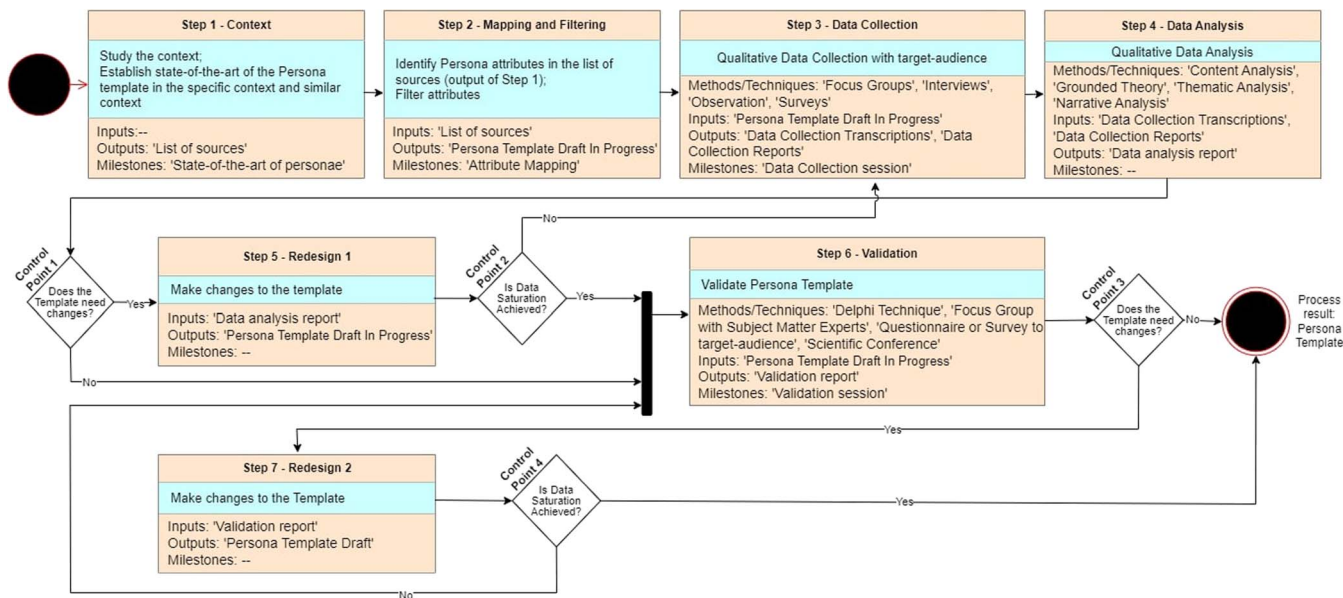 Step 1 - Context
Study the context;
Establish state-of-the-art of the Persona
template in the specific context and similar
context
Inputs:--
Outputs: 'List of sources'
Milestones: 'State-of-the-art of personae'
Step 2 - Mapping and Filtering
Identify Persona attributes in the list of
sources (output of Step 1);
Filter attributes
Inputs: 'List of sources'
Outputs: 'Persona Template Draft In Progress'
Milestones: 'Attribute Mapping'
Step 3 - Data Collection
Qualitative Data Collection with target-audience
Methods/Techniques: 'Focus Groups', 'Interviews',
'Observation', 'Surveys'
Inputs: 'Persona Template Draft In Progress'
Outputs: 'Data Collection Transcriptions', 'Data
Collection Reports'
Milestones: 'Data Collection session'
Step 4 - Data Analysis
Qualitative Data Analysis
Methods/Techniques: 'Content Analysis',
'Grounded Theory', 'Thematic Analysis',
'Narrative Analysis'
Inputs: 'Data Collection Transcriptions',
'Data Collection Reports'
Outputs: 'Data analysis report'
Milestones: --
Control
Point 1
Does the
Template need
changes?
Yes
No
Step 5 - Redesign 1
Make changes to the template
Inputs: 'Data analysis report'
Outputs: 'Persona Template Draft In Progress'
Milestones: --
Control
Point 2
Is Data
Saturation
Achieved?
No
Yes
Step 6 - Validation
Validate Persona Template
Methods/Techniques: 'Delphi Technique', 'Focus Group
with Subject Matter Experts', 'Questionnaire or Survey to
target-audience', 'Scientific Conference'
Inputs: 'Persona Template Draft In Progress'
Outputs: 'Validation report'
Milestones: 'Validation session'
Control
Point 3
Does the
Template need
changes?
No
Yes
Process
result:
Persona
Template
Step 7 - Redesign 2
Make changes to the Template
Inputs: 'Validation report'
Outputs: 'Persona Template Draft'
Milestones: --
Control
Point 4
Is Data
Saturation
Achieved?
Yes
No